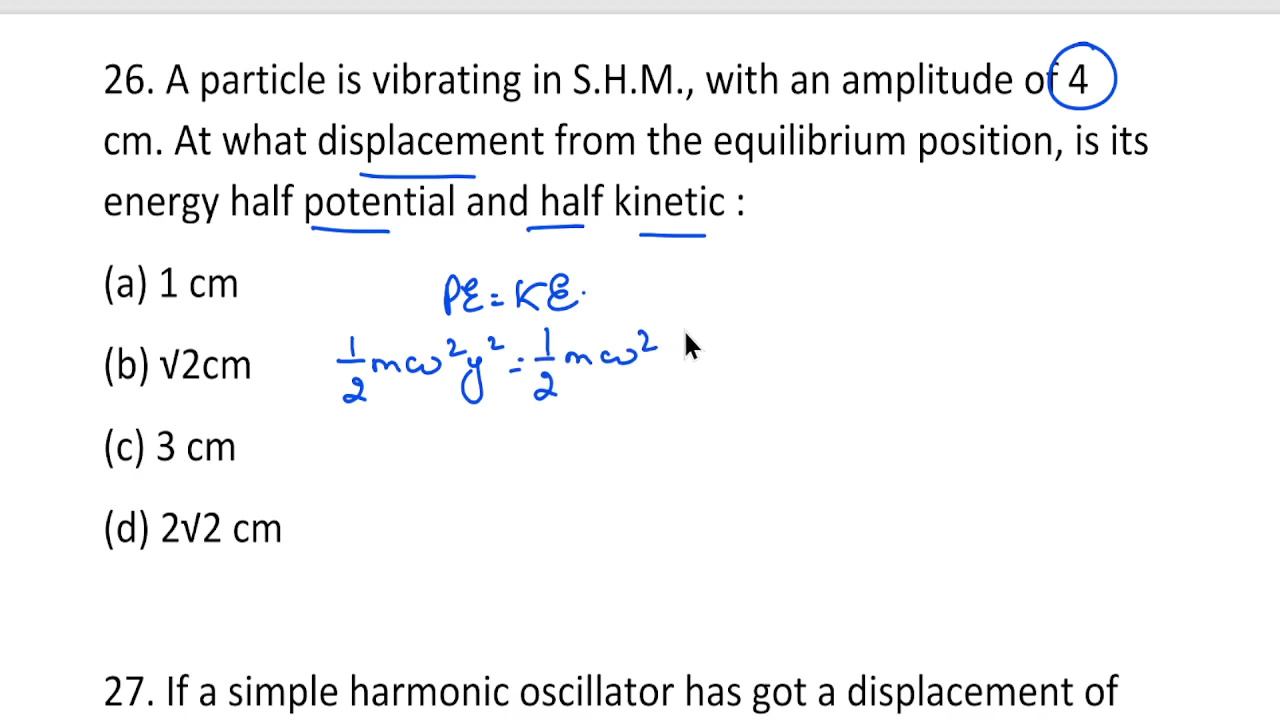 26. A particle is vibrating in S.H.M., with an amplitude of 4
cm. At what displacement from the equilibrium position, is its
energy half potential and half kinetic :
(a) 1 cm
PE = KE.
(b) √2cm
1/2 mω²y² = 1/2 mω²
(c) 3 cm
(d) 2√2 cm
27. If a simple harmonic oscillator has got a displacement of